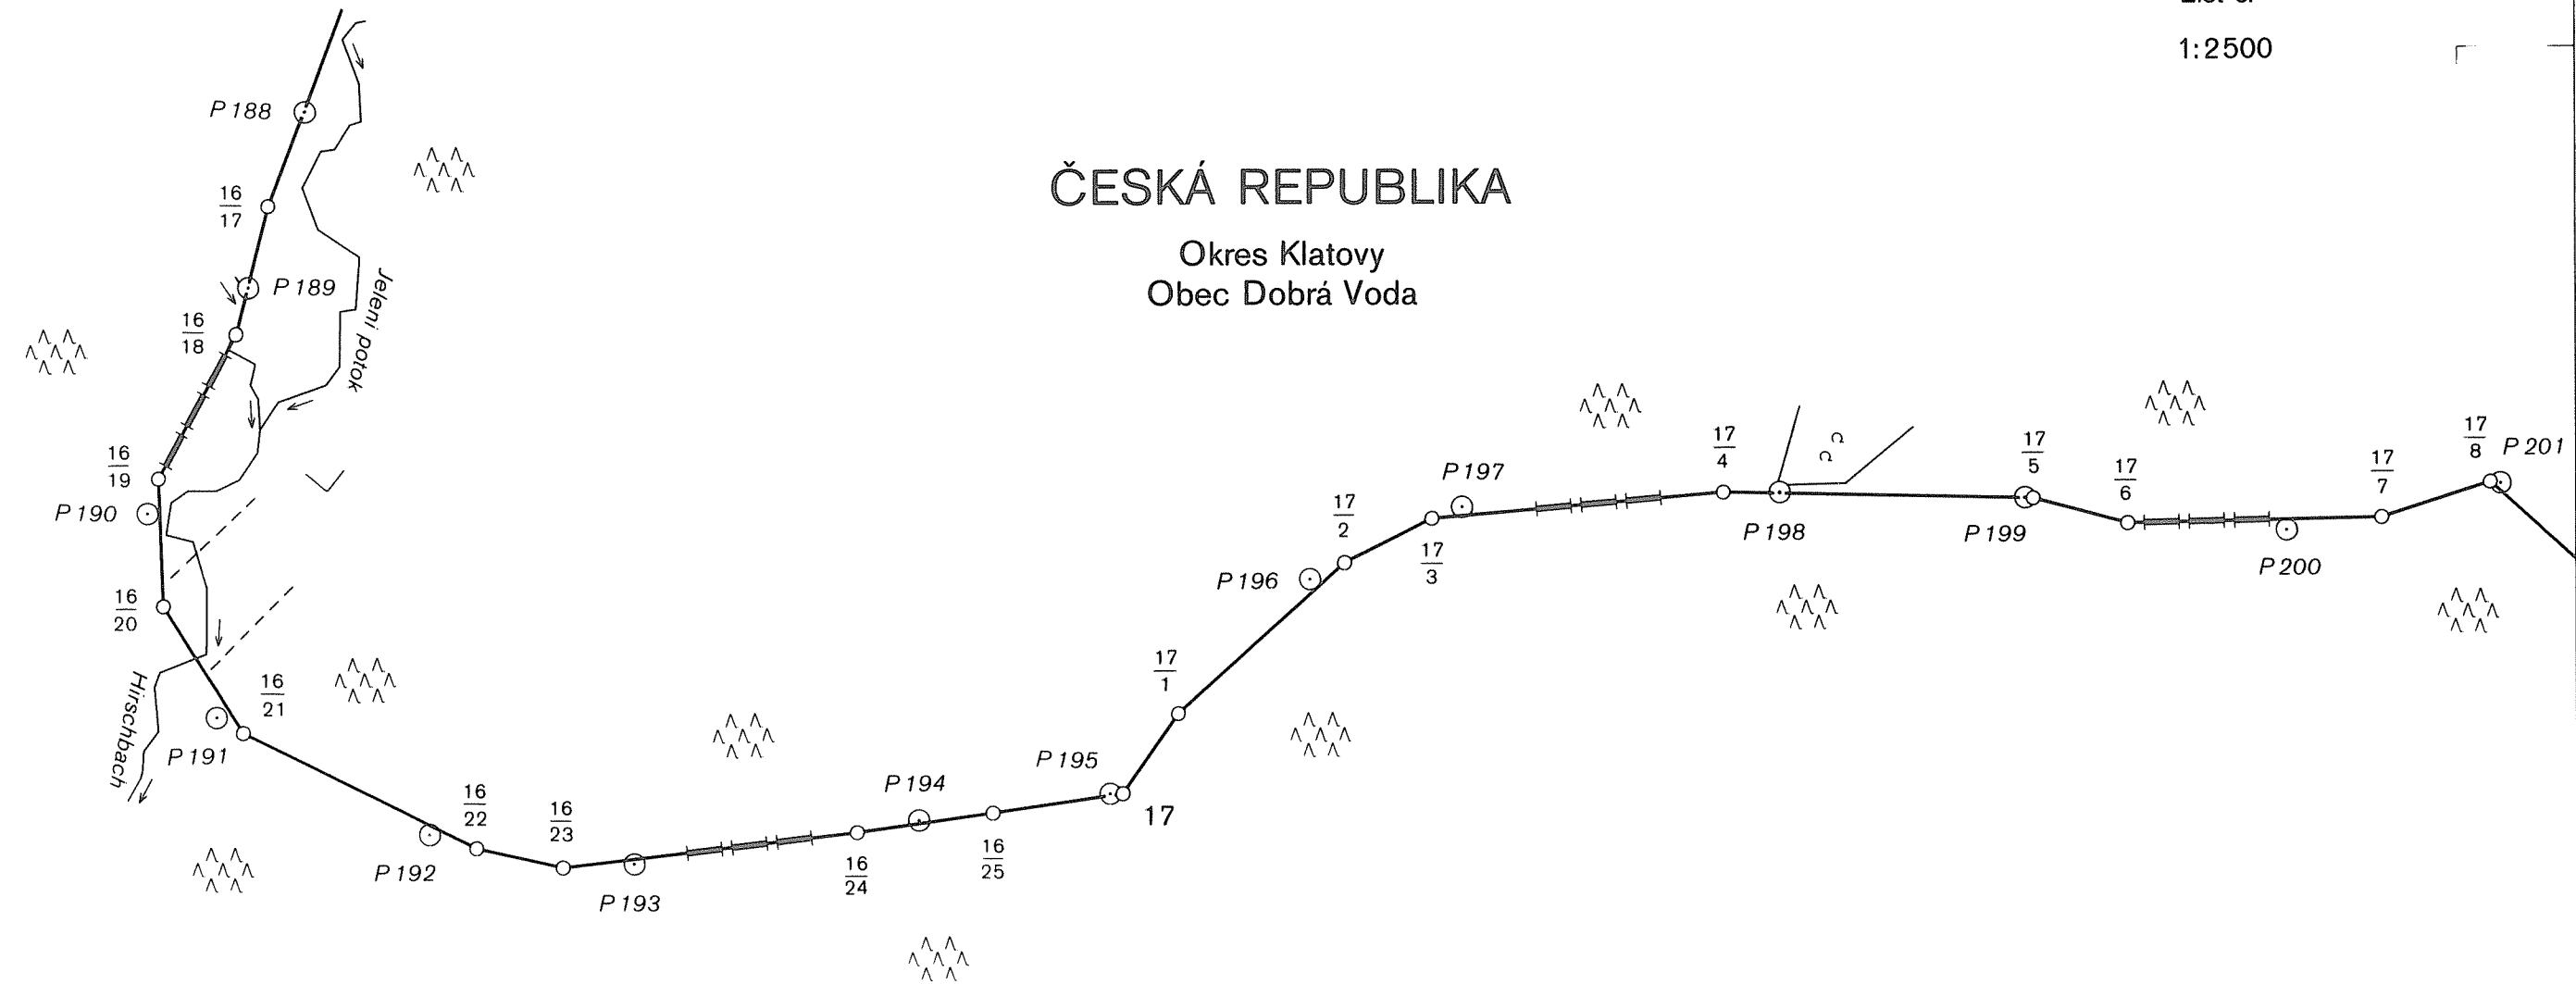 1:2500
P 188
ČESKÁ REPUBLIKA
16
17
Okres Klatovy
Obec Dobrá Voda
P 189
Jelení potok
16
18
16
19
P 190
16
20
16
21
Hirschbach
P 191
16
22
P 192
16
23
P 193
16
24
P 194
16
25
P 195
17
17
1
P 196
17
2
17
3
P 197
17
4
P 198
17
5
P 199
17
6
P 200
17
7
17
8
P 201